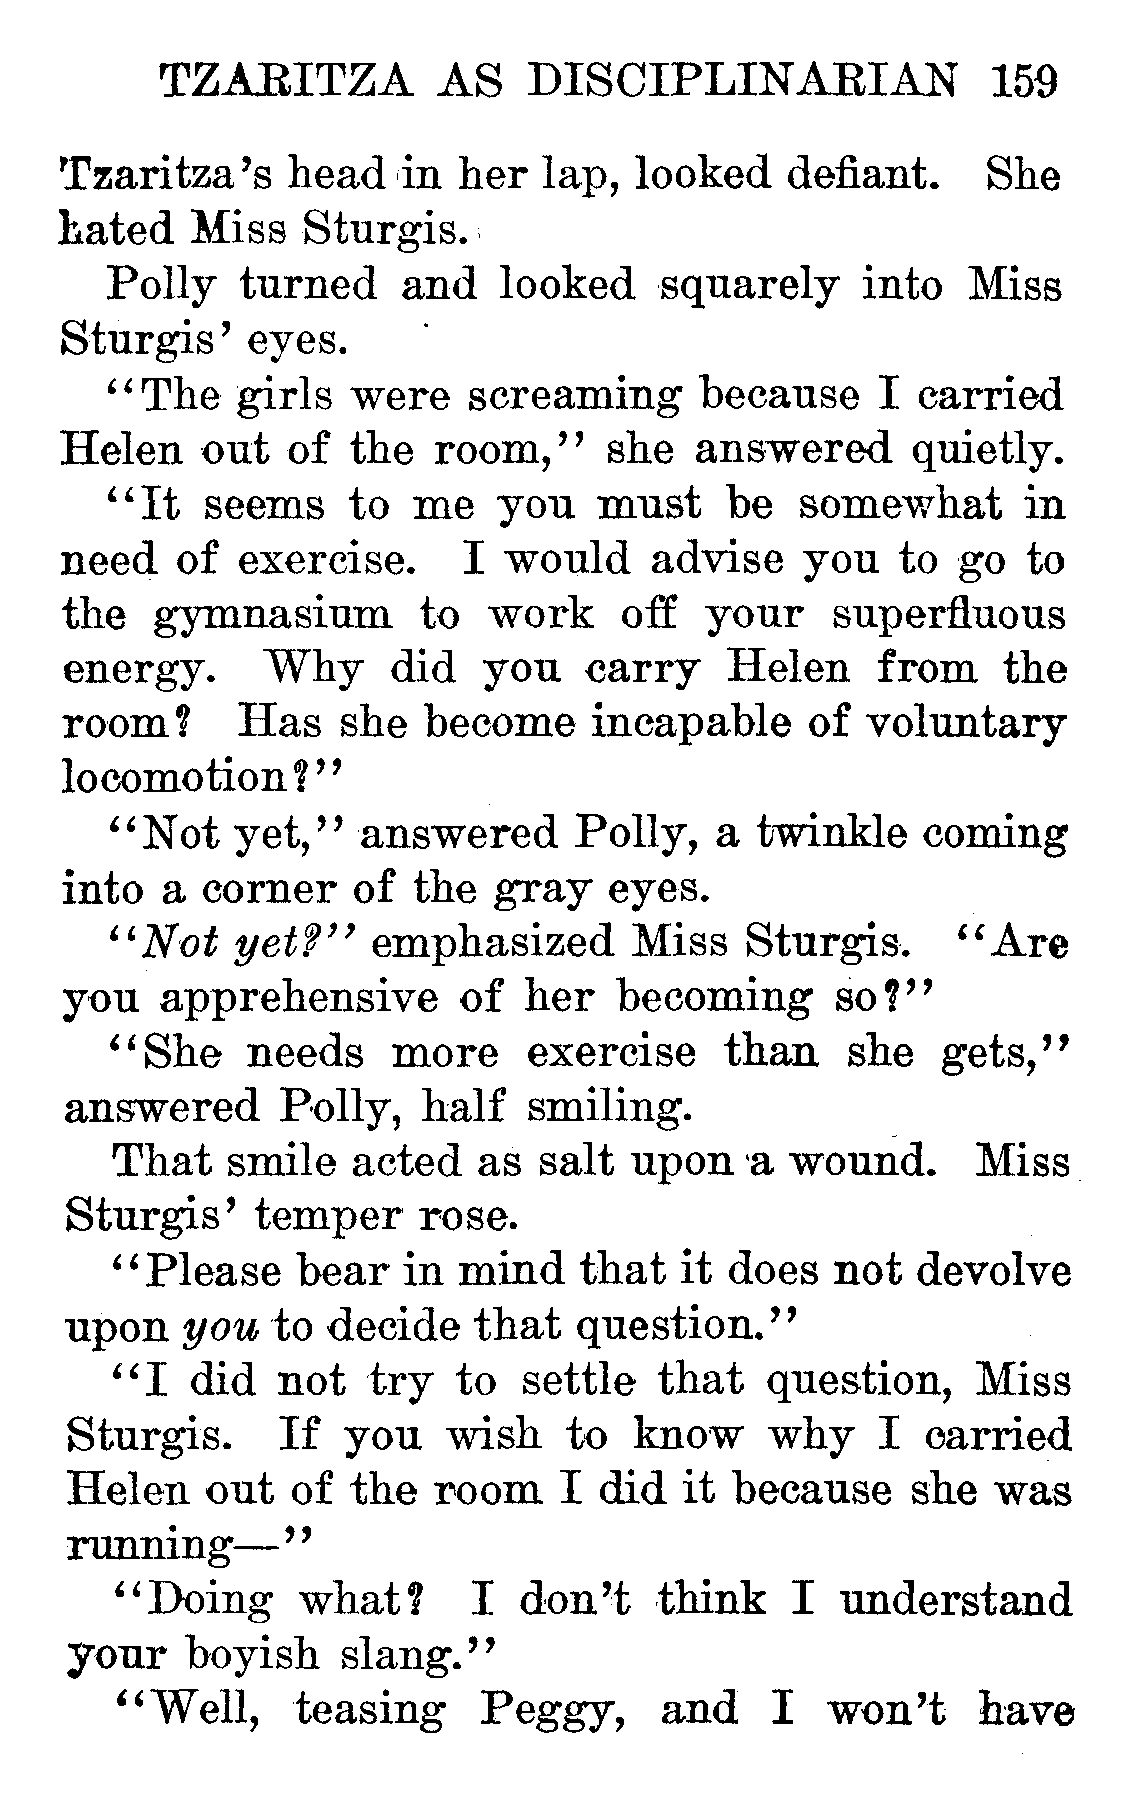 TZARITZA AS DISCIPLINARIAN 159
Tzaritza's head in her lap, looked defiant. She
hated Miss Sturgis.
Polly turned and looked squarely into Miss
Sturgis' eyes.
"The girls were screaming because I carried
Helen out of the room," she answered quietly.
"It seems to me you must be somewhat in
need of exercise. I would advise you to go to
the gymnasium to work off your superfluous
energy. Why did you carry Helen from the
room? Has she become incapable of voluntary
locomotion?"
"Not yet," answered Polly, a twinkle coming
into a corner of the gray eyes.
"Not yet?" emphasized Miss Sturgis. "Are
you apprehensive of her becoming so?"
"She needs more exercise than she gets,"
answered Polly, half smiling.
That smile acted as salt upon a wound. Miss
Sturgis' temper rose.
"Please bear in mind that it does not devolve
upon you to decide that question."
"I did not try to settle that question, Miss
Sturgis. If you wish to know why I carried
Helen out of the room I did it because she was
running—"
"Doing what? I don't think I understand
your boyish slang."
"Well, teasing Peggy, and I won't have